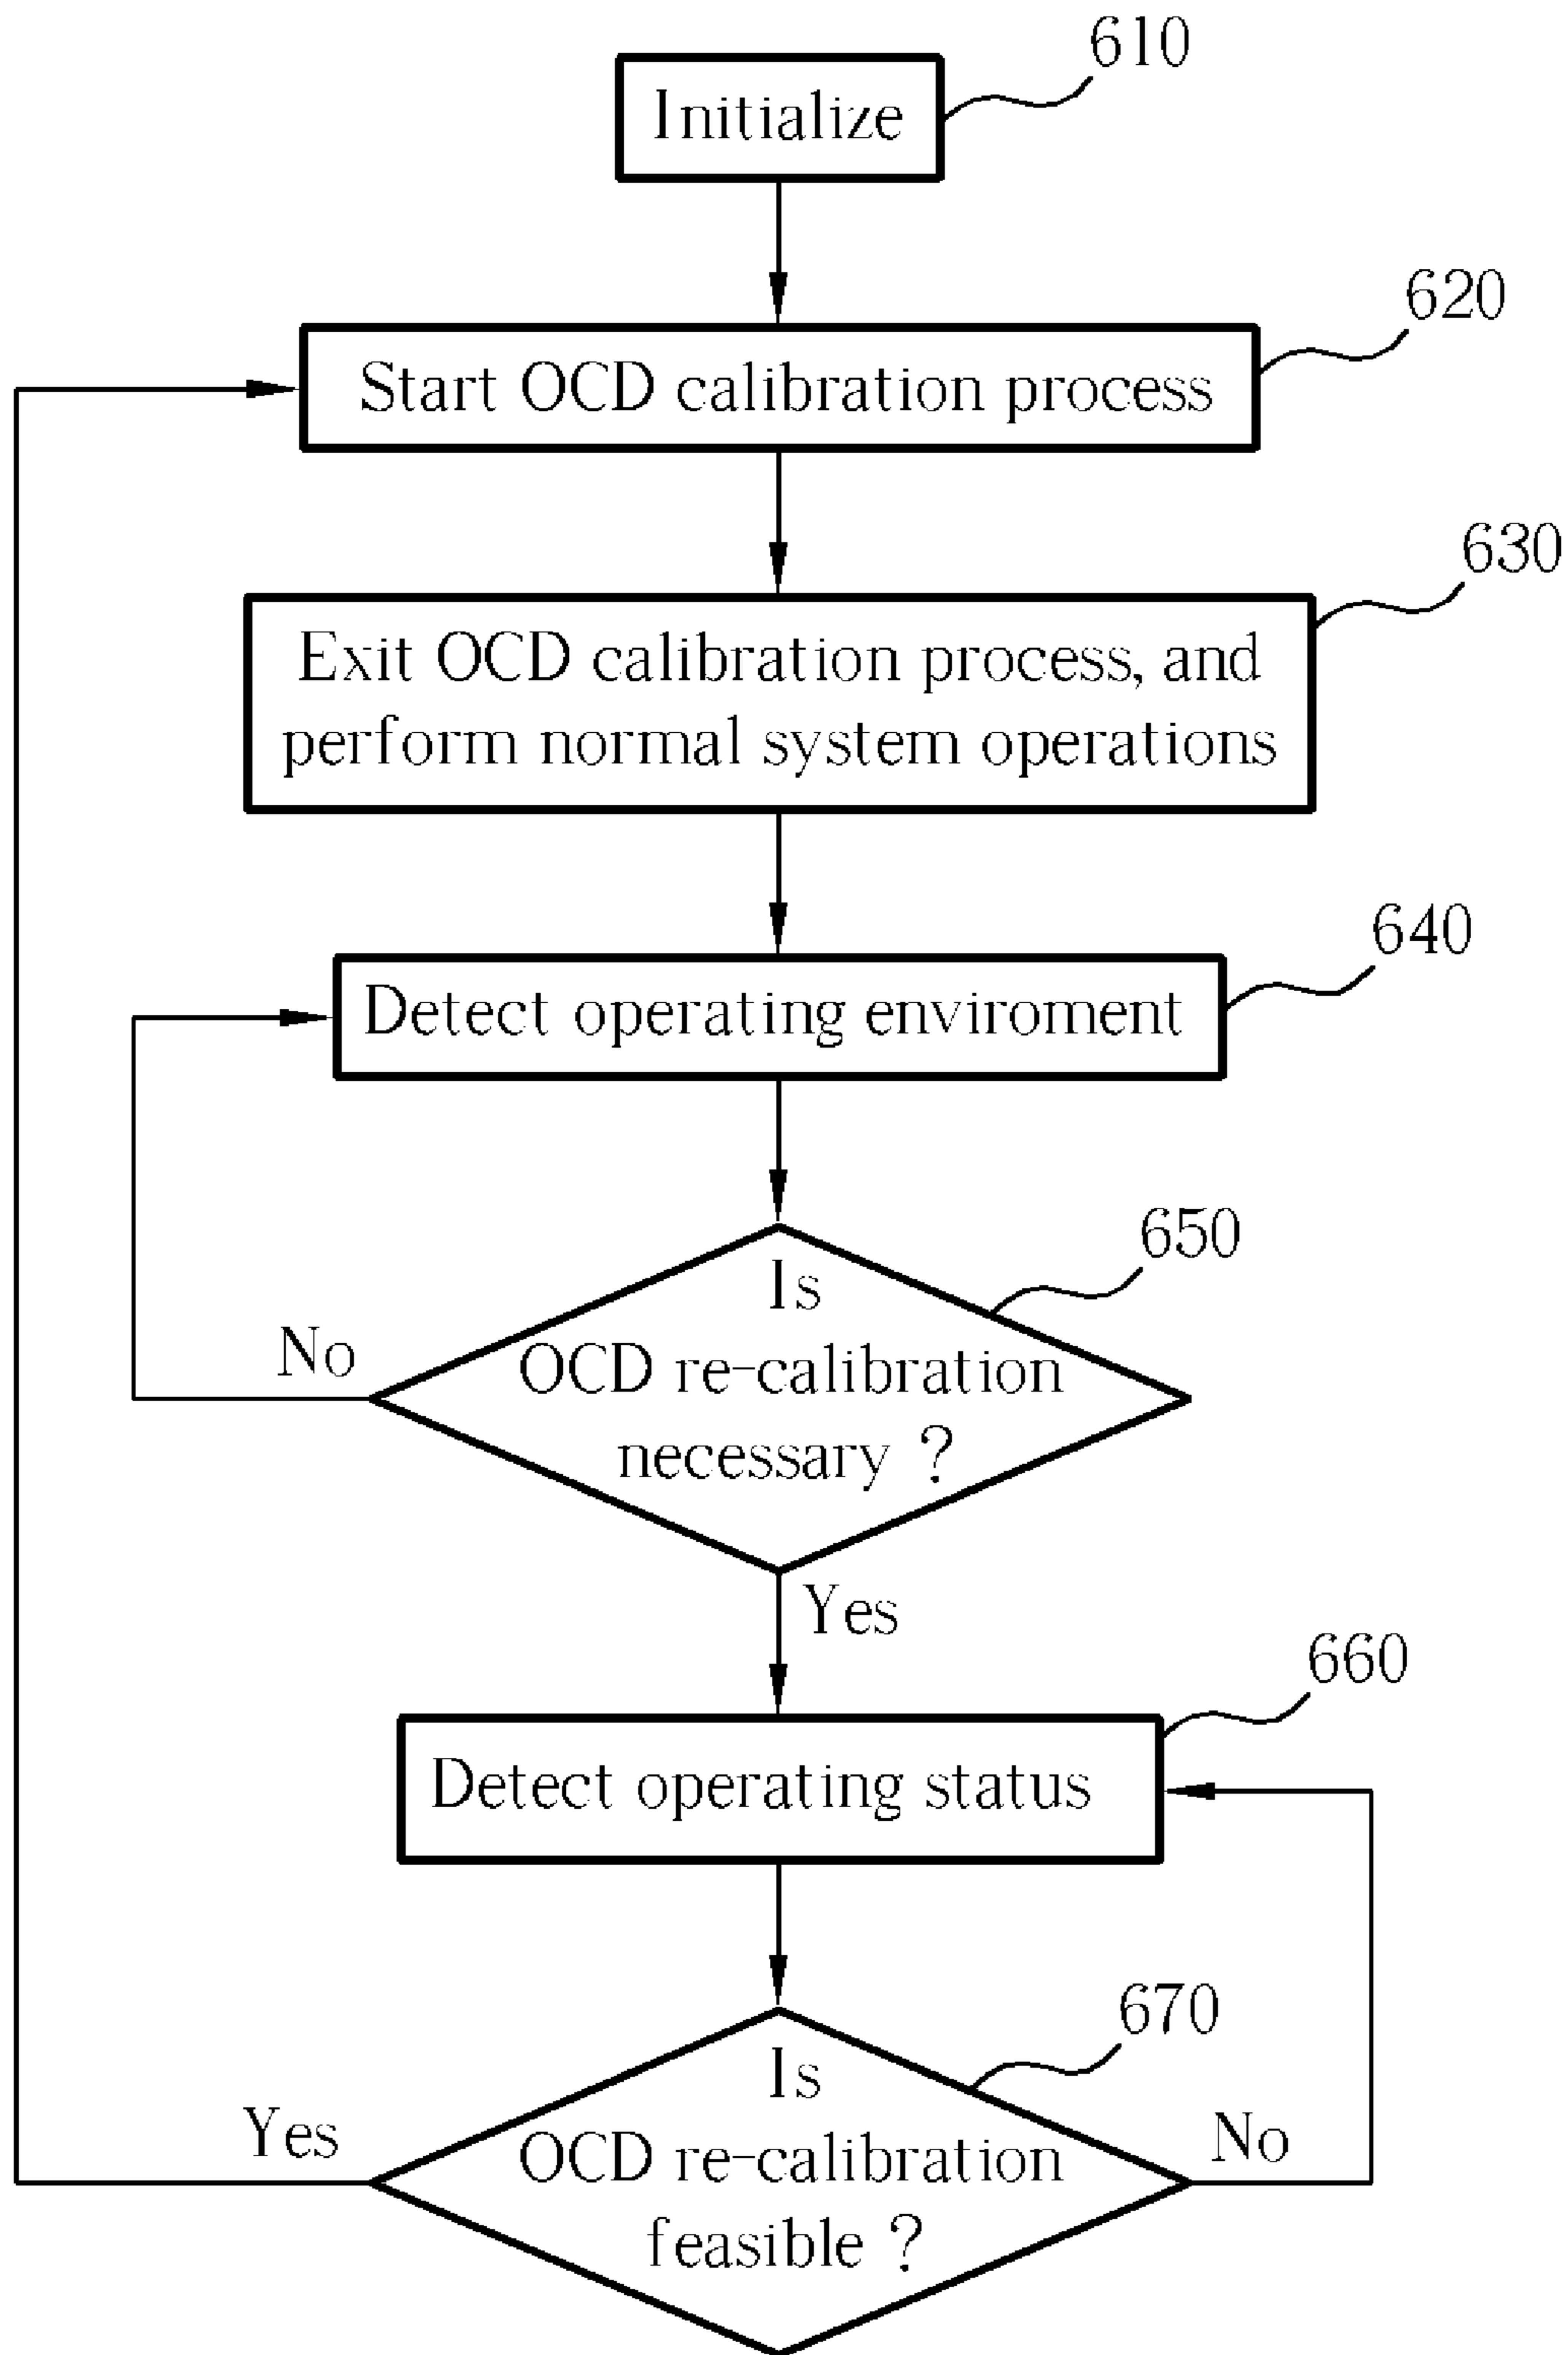 610
Initialize
620
Start OCD calibration process
630
Exit OCD calibration process, and
perform normal system operations
640
Detect operating enviroment
650
Is
OCD re-calibration
necessary ?
No
Yes
660
Detect operating status
670
Is
OCD re-calibration
feasible ?
Yes
No